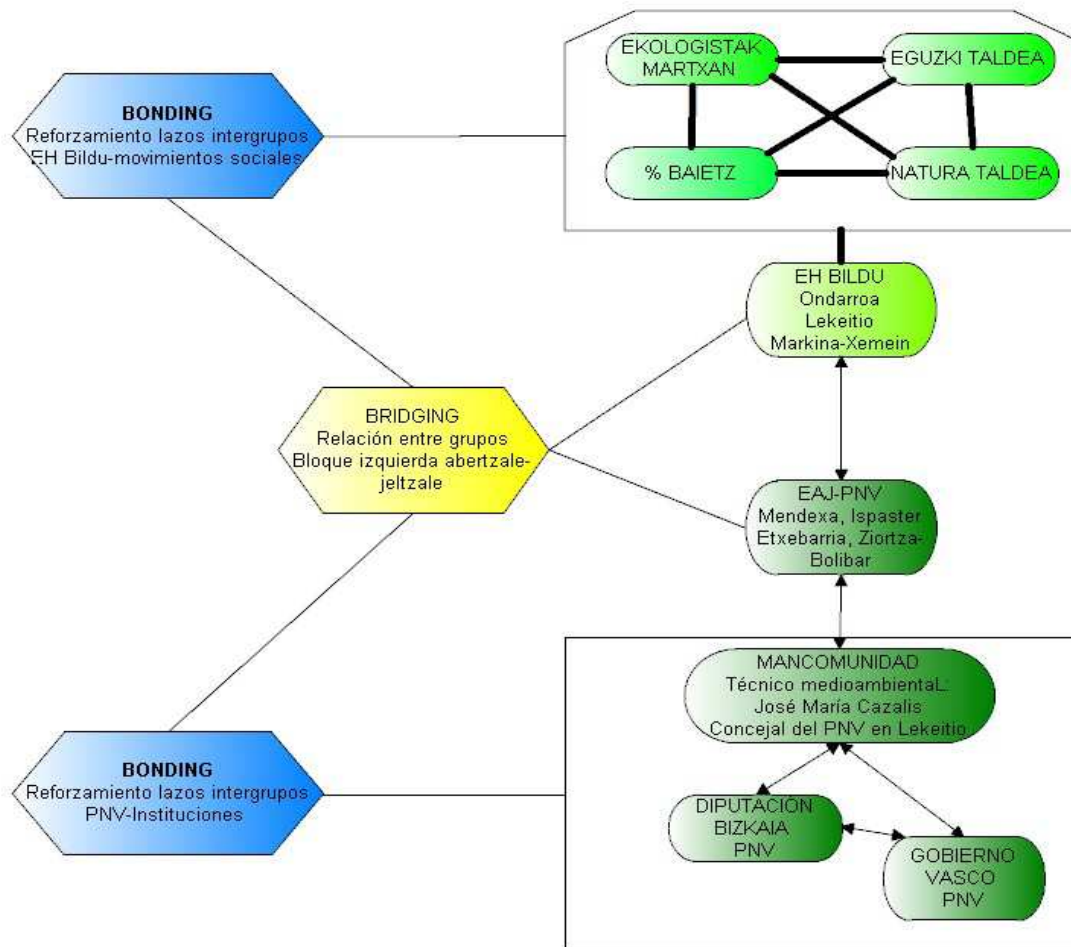 EKOLOGISTAK
MARTXAN
EGUZKI TALDEA
BONDING
Reforzamiento lazos intergrupos
EH Bildu-movimientos sociales
% BAIETZ
NATURA TALDEA
EH BILDU
Ondarroa
Lekeitio
Markina-Xemein
BRIDGING
Relación entre grupos
Bloque izquierda abertzale-
jeltzale
EAJ-PNV
Mendexa, Ispaster
Etxebarria, Ziortza-
Bolibar
MANCOMUNIDAD
Técnico medioambientaL:
José María Cazalis
Concejal del PNV en Lekeitio
BONDING
Reforzamiento lazos intergrupos
PNV-Instituciones
DIPUTACIÓN
BIZKAIA
PNV
GOBIERNO
VASCO
PNV